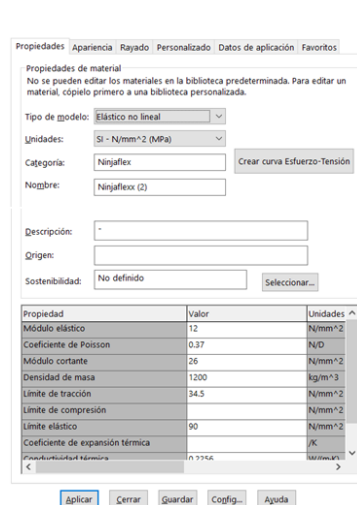 Propiedades Apariencia Rayado Personalizado Datos de aplicación Favoritos
Propiedades de material
No se pueden editar los materiales en la biblioteca predeterminada. Para editar un
material, cópielo primero a una biblioteca personalizada.
Tipo de modelo: Elástico no lineal
Unidades: SI - N/mm^2 (MPa)
Categoría: Ninjaflex Crear curva Esfuerzo-Tensión
Nombre: Ninjaflexx (2)
Descripción: -
Origen:
Sostenibilidad: No definido Seleccionar...
Propiedad Valor Unidades
Módulo elástico 12 N/mm^2
Coeficiente de Poisson 0.37 N/D
Módulo cortante 26 N/mm^2
Densidad de masa 1200 kg/m^3
Límite de tracción 34.5 N/mm^2
Límite de compresión N/mm^2
Límite elástico 90 N/mm^2
Coeficiente de expansión térmica /K
Conductividad térmica 0.2256 W/(m·K)
Aplicar Cerrar Guardar Config... Ayuda